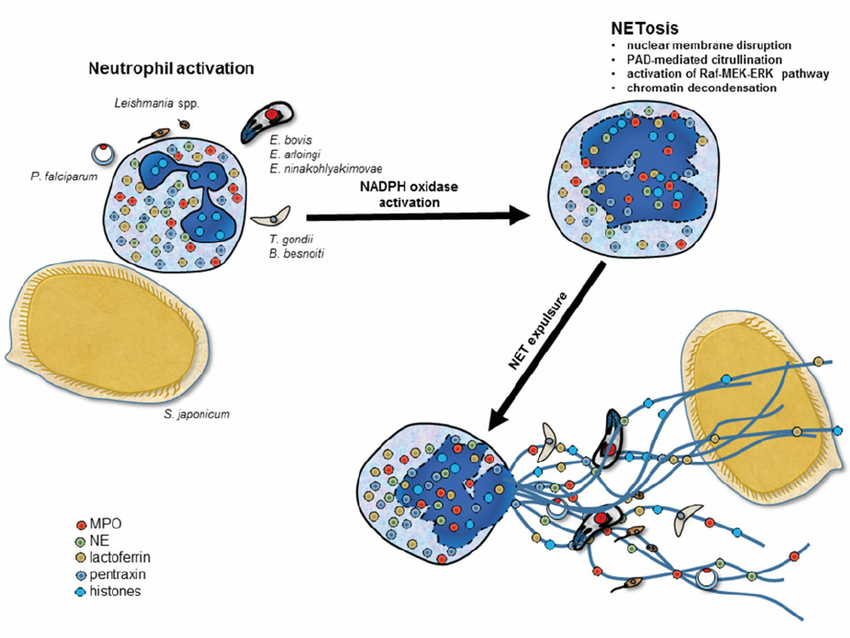 Neutrophil activation
Leishmania spp.
P. falciparum
E. bovis
E. arloingi
E. ninakohlyakimovae
T. gondii
B. besnoiti
S. japonicum
NADPH oxidase
activation
NETosis
• nuclear membrane disruption
• PAD-mediated citrullination
• activation of Raf-MEK-ERK pathway
• chromatin decondensation
NET expulsure
MPO
NE
lactoferrin
pentraxin
histones